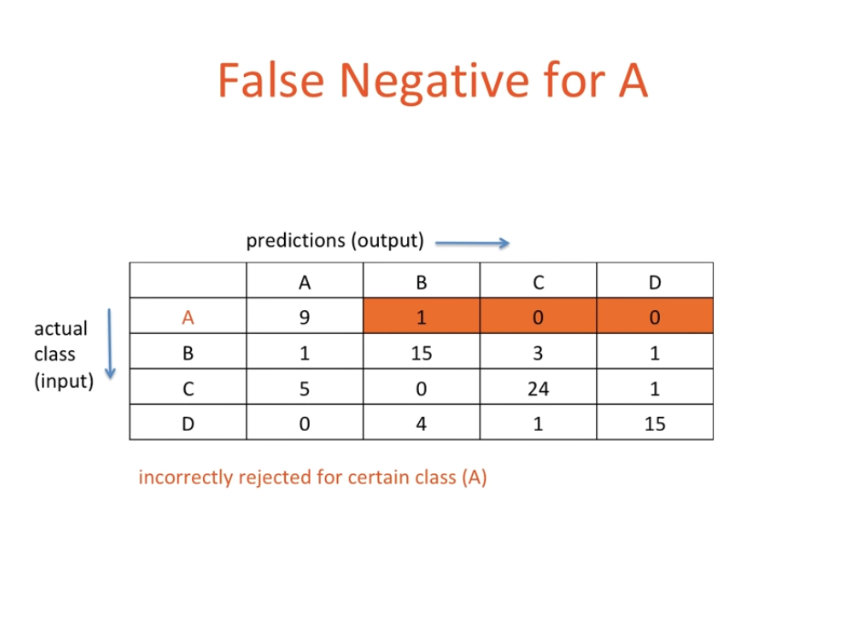 False Negative for A
predictions (output)
A B C D
actual
class
(input)
A 9 1 0 0
B 1 15 3 1
C 5 0 24 1
D 0 4 1 15
incorrectly rejected for certain class (A)